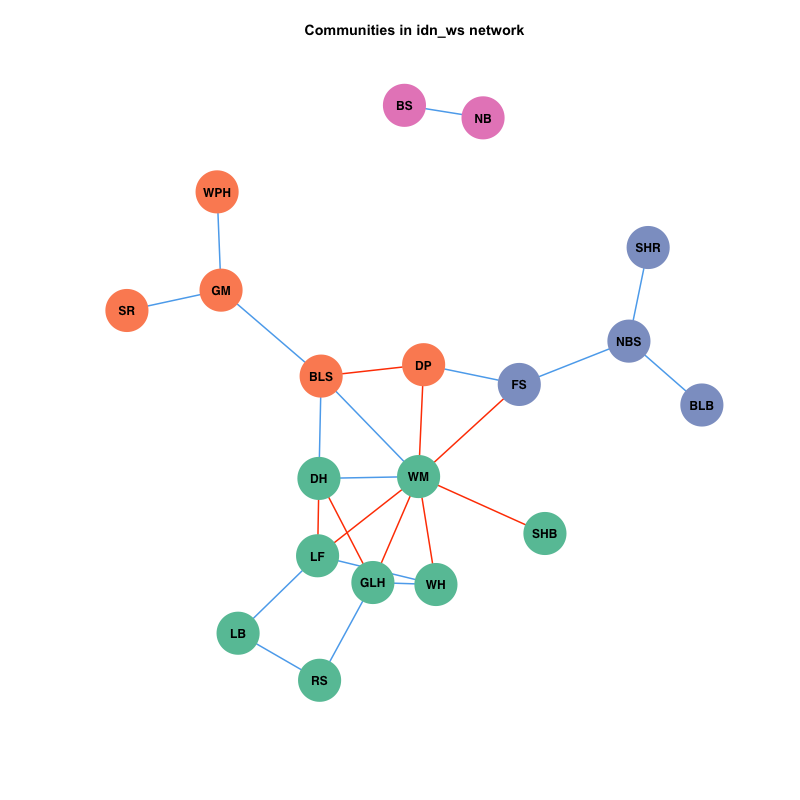 Communities in idn_ws network
BS
NB
WPH
SHR
GM
SR
NBS
DP
BLS
FS
BLB
WM
DH
SHB
LF
GLH
WH
LB
RS